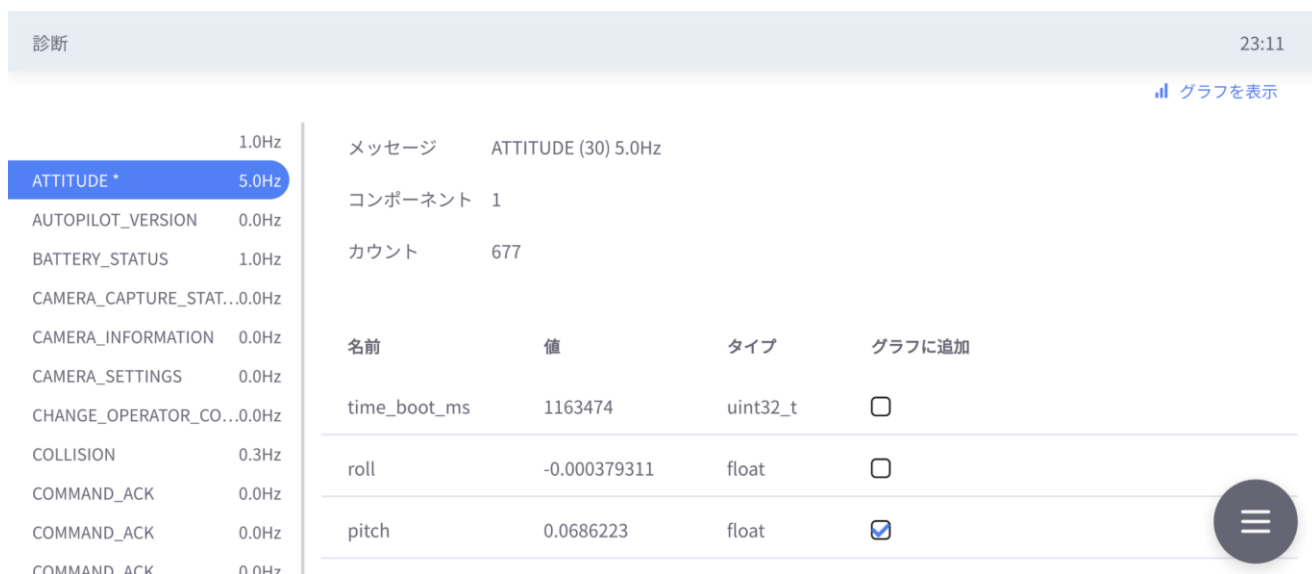 診断 23:11
グラフを表示
1.0Hz
ATTITUDE * 5.0Hz
AUTOPILOT_VERSION 0.0Hz
BATTERY_STATUS 1.0Hz
CAMERA_CAPTURE_STAT...0.0Hz
CAMERA_INFORMATION 0.0Hz
CAMERA_SETTINGS 0.0Hz
CHANGE_OPERATOR_CO...0.0Hz
COLLISION 0.3Hz
COMMAND_ACK 0.0Hz
COMMAND_ACK 0.0Hz
COMMAND_ACK 0.0Hz
メッセージ ATTITUDE (30) 5.0Hz
コンポーネント 1
カウント 677
名前 値 タイプ グラフに追加
time_boot_ms 1163474 uint32_t
roll -0.000379311 float
pitch 0.0686223 float